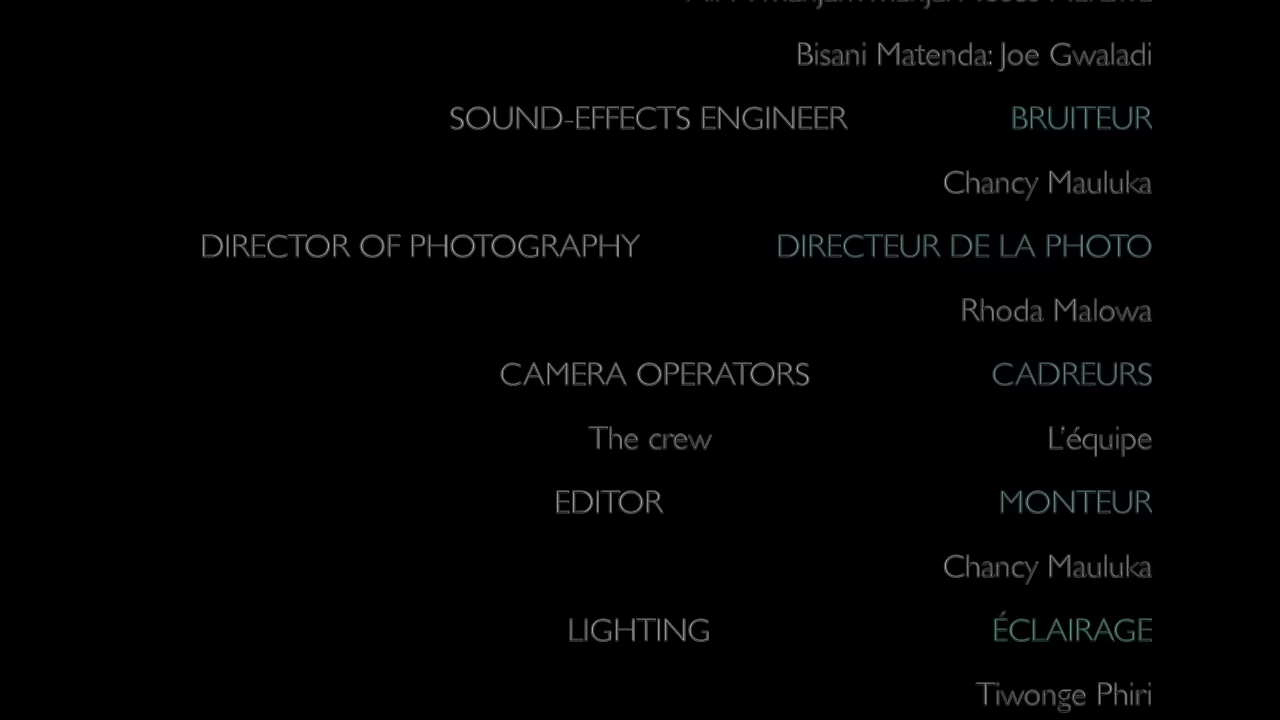 Bisani Matenda: Joe Gwaladi
SOUND-EFFECTS ENGINEER BRUITEUR
Chancy Mauluka
DIRECTOR OF PHOTOGRAPHY DIRECTEUR DE LA PHOTO
Rhoda Malowa
CAMERA OPERATORS CADREURS
The crew L'équipe
EDITOR MONTEUR
Chancy Mauluka
LIGHTING ÉCLAIRAGE
Tiwonge Phiri